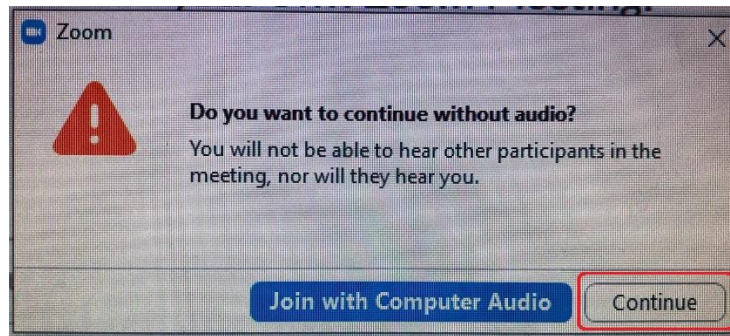 Zoom
Do you want to continue without audio?
You will not be able to hear other participants in the
meeting, nor will they hear you.
Join with Computer Audio
Continue